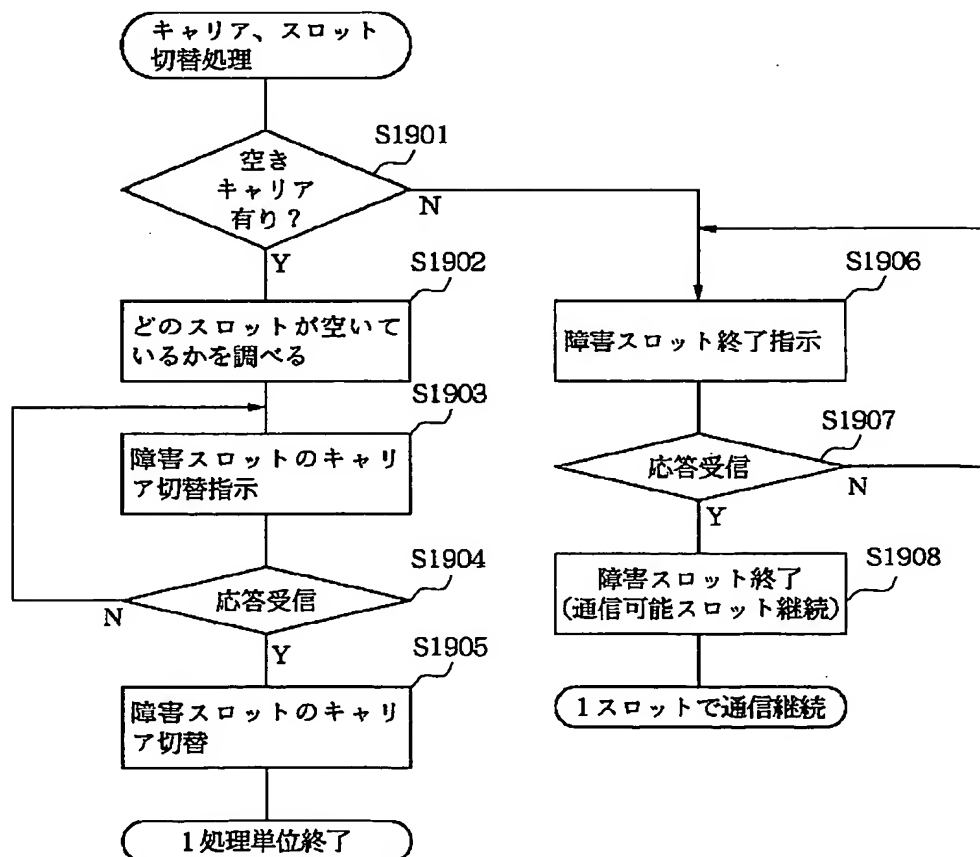 キャリア、スロット
切替処理
S1901
空き
キャリア
有り?
N
Y
S1902
どのスロットが空いて
いるかを調べる
S1903
障害スロットのキャリ
ア切替指示
S1904
応答受信
N
Y
S1905
障害スロットのキャリ
ア切替
1処理単位終了
S1906
障害スロット終了指示
S1907
応答受信
N
Y
S1908
障害スロット終了
(通信可能スロット継続)
1スロットで通信継続